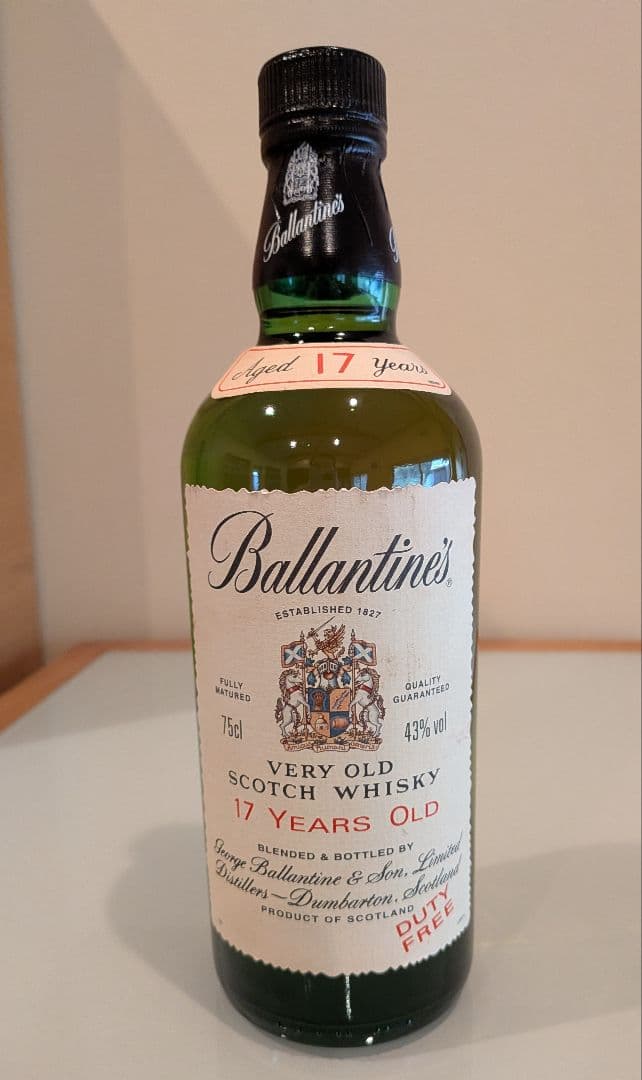 Ballantine's
Aged 17 Years
Ballantine's®
ESTABLISHED 1827
FULLY
MATURED
QUALITY
GUARANTEED
75cl
43% vol
VERY OLD
SCOTCH WHISKY
17 YEARS OLD
BLENDED & BOTTLED BY
George Ballantine & Son, Limited
Distillers—Dumbarton, Scotland
PRODUCT OF SCOTLAND
DUTY
FREE